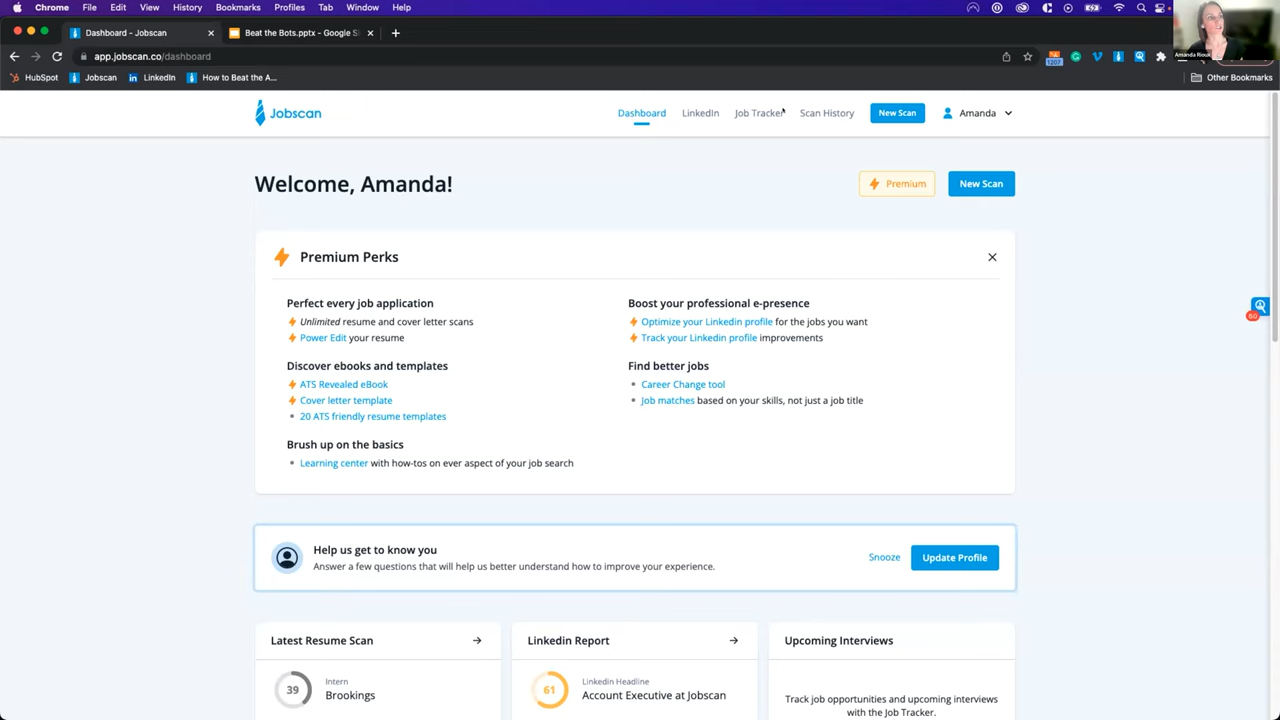 Chrome File Edit View History Bookmarks Profiles Tab Window Help
Dashboard - Jobscan
Beat the Bots.pptx - Google S
app.jobscan.co/dashboard
1207
Amanda Rioux
HubSpot Jobscan LinkedIn How to Beat the A... Other Bookmarks
Jobscan
Dashboard LinkedIn Job Tracker Scan History New Scan Amanda
Welcome, Amanda!
Premium New Scan
Premium Perks
Perfect every job application
Unlimited resume and cover letter scans
Power Edit your resume
Discover ebooks and templates
ATS Revealed eBook
Cover letter template
20 ATS friendly resume templates
Brush up on the basics
Learning center with how-tos on ever aspect of your job search
Boost your professional e-presence
Optimize your Linkedin profile for the jobs you want
Track your Linkedin profile improvements
Find better jobs
Career Change tool
Job matches based on your skills, not just a job title
60
Help us get to know you
Answer a few questions that will help us better understand how to improve your experience.
Snooze Update Profile
Latest Resume Scan
39
Intern
Brookings
Linkedin Report
61
Linkedin Headline
Account Executive at Jobscan
Upcoming Interviews
Track job opportunities and upcoming interviews
with the Job Tracker.